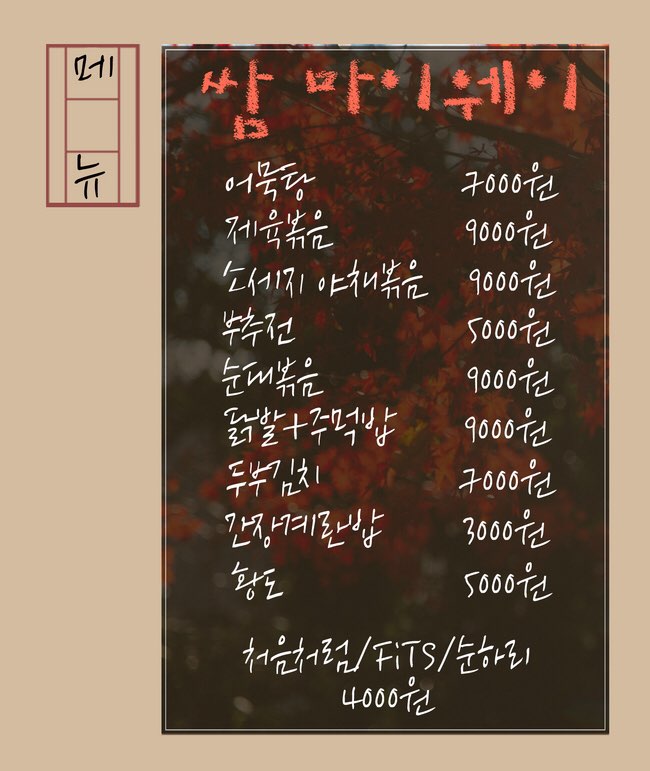 메
뉴
쌈 마이웨이
어묵탕 7000원
제육볶음 9000원
소세지 야채볶음 9000원
부추전 5000원
순대볶음 9000원
닭발+주먹밥 9000원
두부김치 7000원
간장계란밥 3000원
황도 5000원
처음처럼/FiTS/순하리
4000원